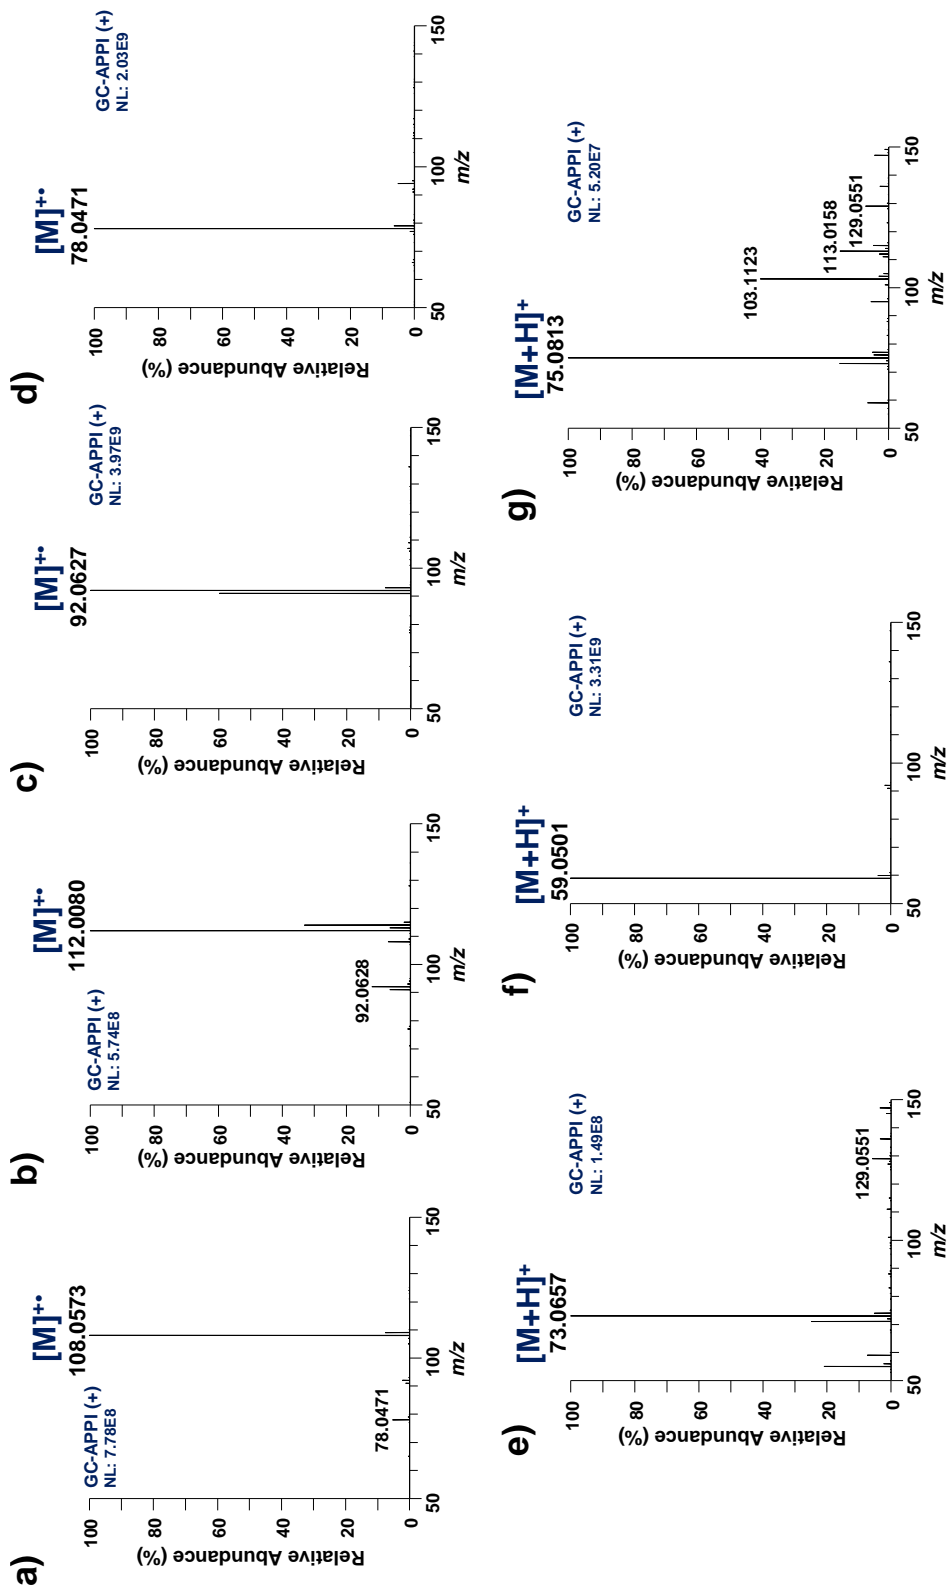 a)
[M]+•
108.0573
GC-APPI (+)
NL: 7.78E8
78.0471
100
80
60
40
20
0
Relative Abundance (%)
50
100
150
m/z
b)
[M]+•
112.0080
GC-APPI (+)
NL: 5.74E8
92.0628
100
80
60
40
20
0
Relative Abundance (%)
50
100
150
m/z
c)
[M]+•
92.0627
GC-APPI (+)
NL: 3.97E9
100
80
60
40
20
0
Relative Abundance (%)
50
100
150
m/z
d)
[M]+•
78.0471
GC-APPI (+)
NL: 2.03E9
100
80
60
40
20
0
Relative Abundance (%)
50
100
150
m/z
e)
[M+H]+
73.0657
GC-APPI (+)
NL: 1.49E8
129.0551
100
80
60
40
20
0
Relative Abundance (%)
50
100
150
m/z
f)
[M+H]+
59.0501
GC-APPI (+)
NL: 3.31E9
100
80
60
40
20
0
Relative Abundance (%)
50
100
150
m/z
g)
[M+H]+
75.0813
GC-APPI (+)
NL: 5.20E7
103.1123
113.0158
129.0551
100
80
60
40
20
0
Relative Abundance (%)
50
100
150
m/z